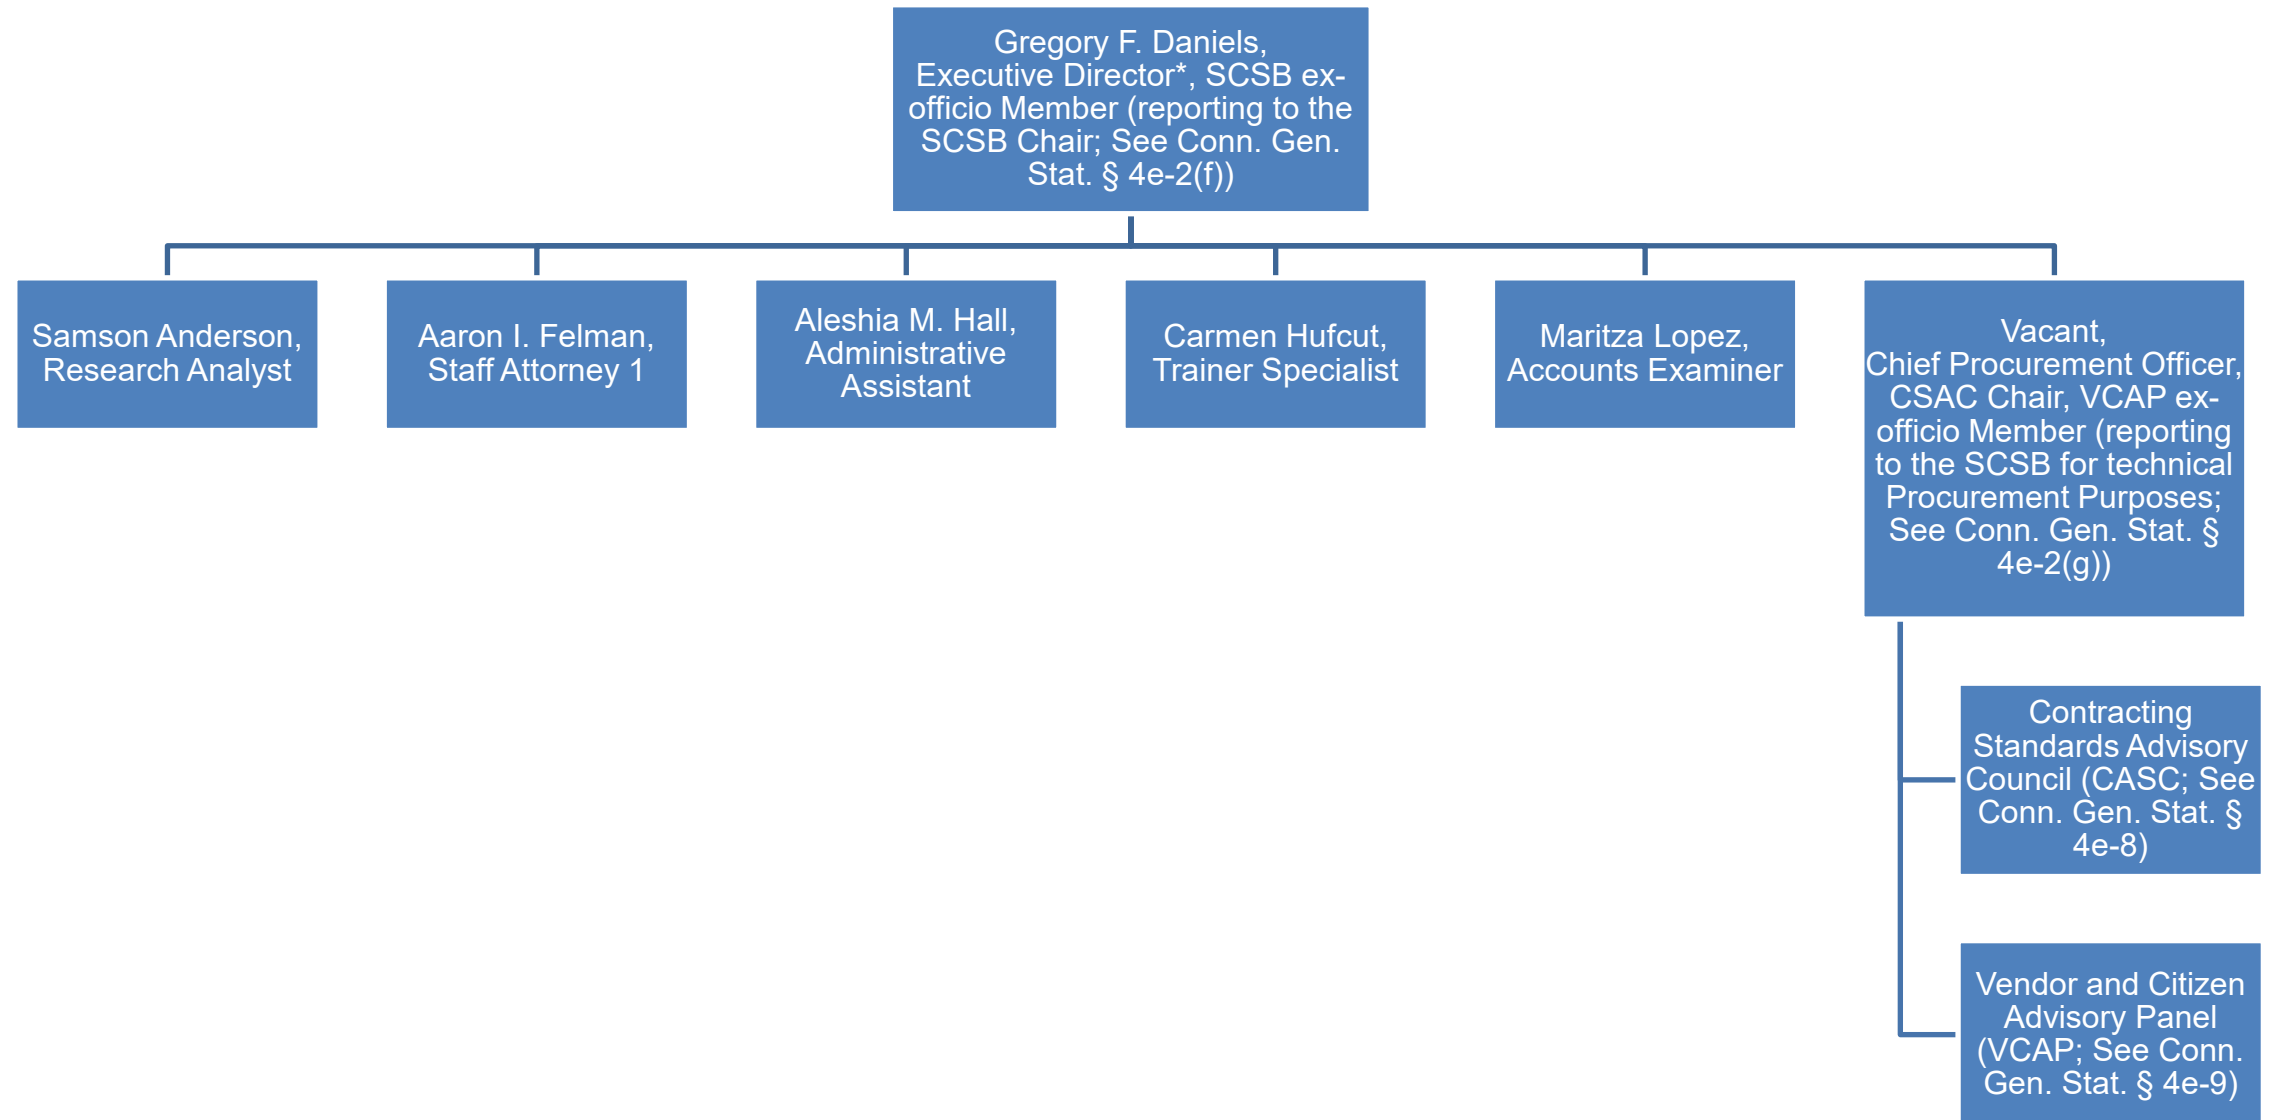 Gregory F. Daniels,
Executive Director*, SCSB ex-
officio Member (reporting to the
SCSB Chair; See Conn. Gen.
Stat. § 4e-2(f))
Samson Anderson,
Research Analyst
Aaron I. Felman,
Staff Attorney 1
Aleshia M. Hall,
Administrative
Assistant
Carmen Hufcut,
Trainer Specialist
Maritza Lopez,
Accounts Examiner
Vacant,
Chief Procurement Officer,
CSAC Chair, VCAP ex-
officio Member (reporting
to the SCSB for technical
Procurement Purposes;
See Conn. Gen. Stat. §
4e-2(g))
Contracting
Standards Advisory
Council (CASC; See
Conn. Gen. Stat. §
4e-8)
Vendor and Citizen
Advisory Panel
(VCAP; See Conn.
Gen. Stat. § 4e-9)